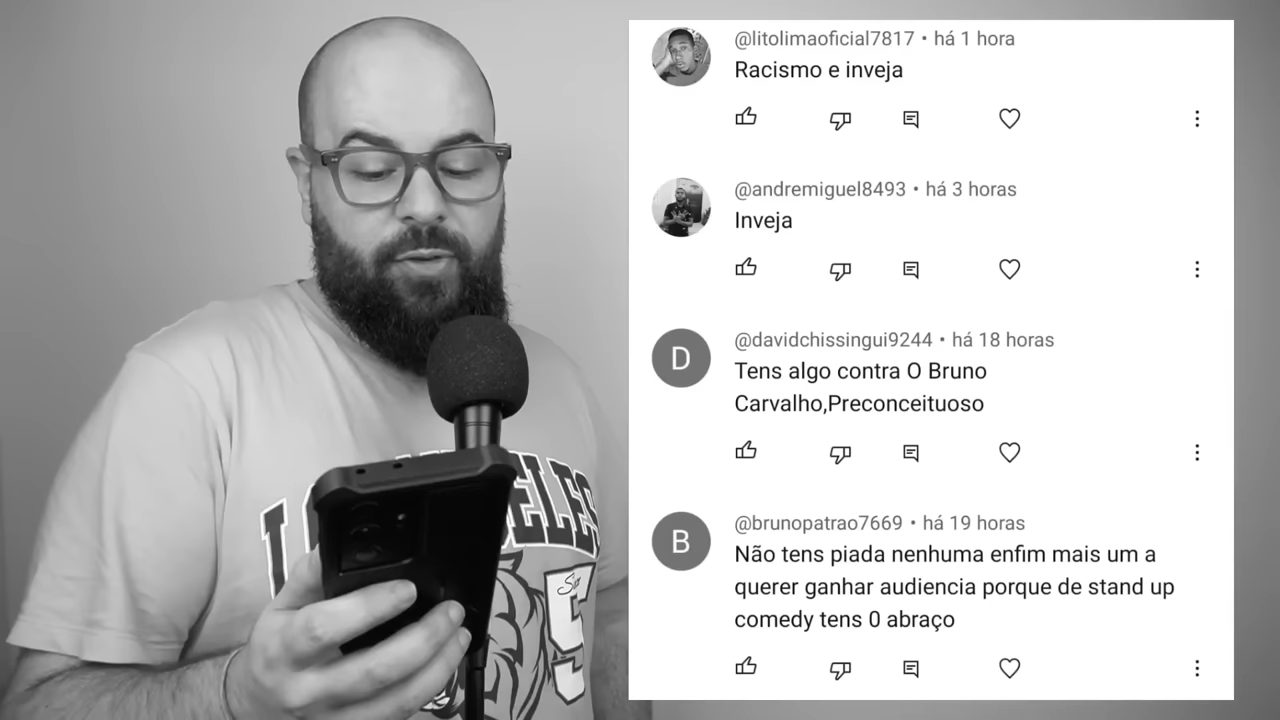 @litolimaoficial7817 • há 1 hora
Racismo e inveja
@andremiguel8493 • há 3 horas
Inveja
D
@davidchissingui9244 • há 18 horas
Tens algo contra O Bruno
Carvalho,Preconceituoso
B
@brunopatrao7669 • há 19 horas
Não tens piada nenhuma enfim mais um a
querer ganhar audiencia porque de stand up
comedy tens 0 abraço